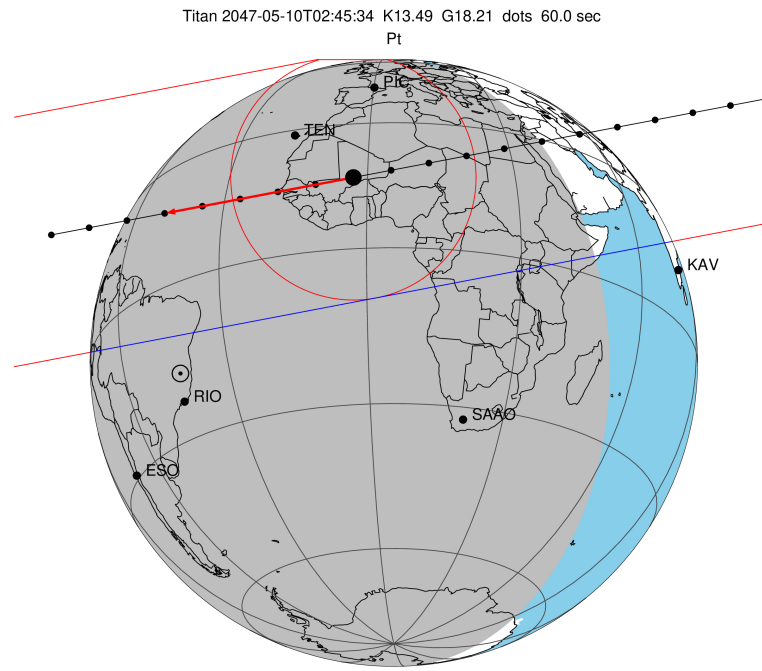 Titan 2047-05-10T02:45:34 K13.49 G18.21 dots 60.0 sec
Pt
PIC
TEN
KAV
RIO
SAAO
ESO